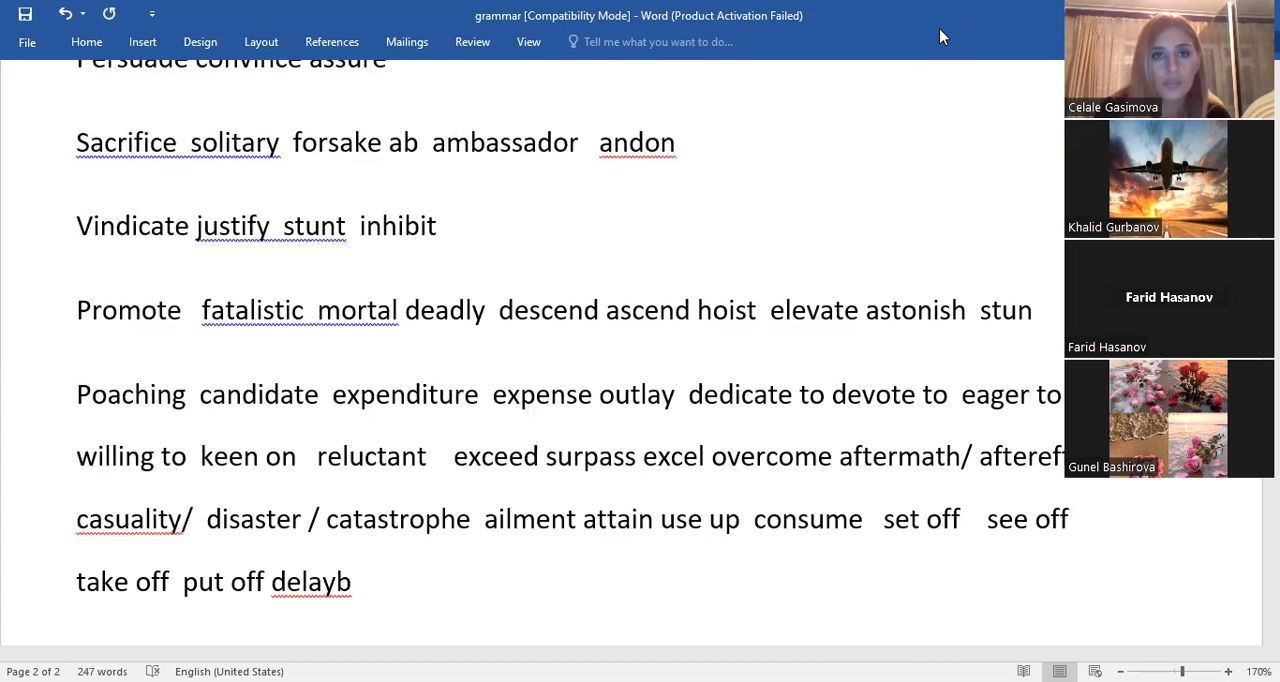 grammar [Compatibility Mode] - Word (Product Activation Failed)
File Home Insert Design Layout References Mailings Review View Tell me what you want to do...
Persuade convince assure
Sacrifice solitary forsake ab ambassador andon
Vindicate justify stunt inhibit
Promote fatalistic mortal deadly descend ascend hoist elevate astonish stun
Poaching candidate expenditure expense outlay dedicate to devote to eager to
willing to keen on reluctant exceed surpass excel overcome aftermath/ aftereff
casuality/ disaster / catastrophe ailment attain use up consume set off see off
take off put off delayb
Celale Gasimova
Khalid Gurbanov
Farid Hasanov
Farid Hasanov
Gunel Bashirova
Page 2 of 2 247 words English (United States) 170%